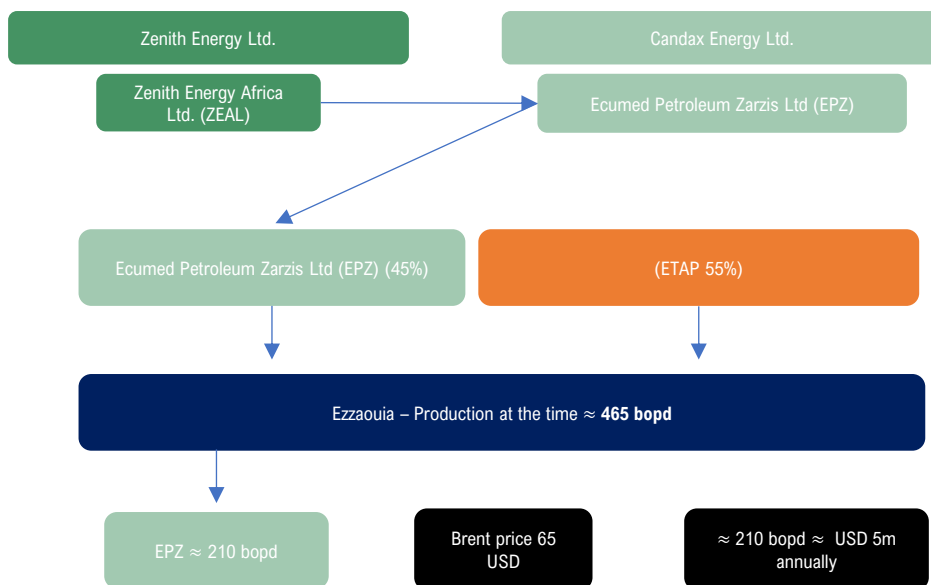 Zenith Energy Ltd.
Candax Energy Ltd.
Zenith Energy Africa
Ltd. (ZEAL)
Ecumed Petroleum Zarzis Ltd (EPZ)
Ecumed Petroleum Zarzis Ltd (EPZ) (45%)
(ETAP 55%)
Ezzaouia – Production at the time ≈ 465 bopd
EPZ ≈ 210 bopd
Brent price 65
USD
≈ 210 bopd ≈ USD 5m
annually